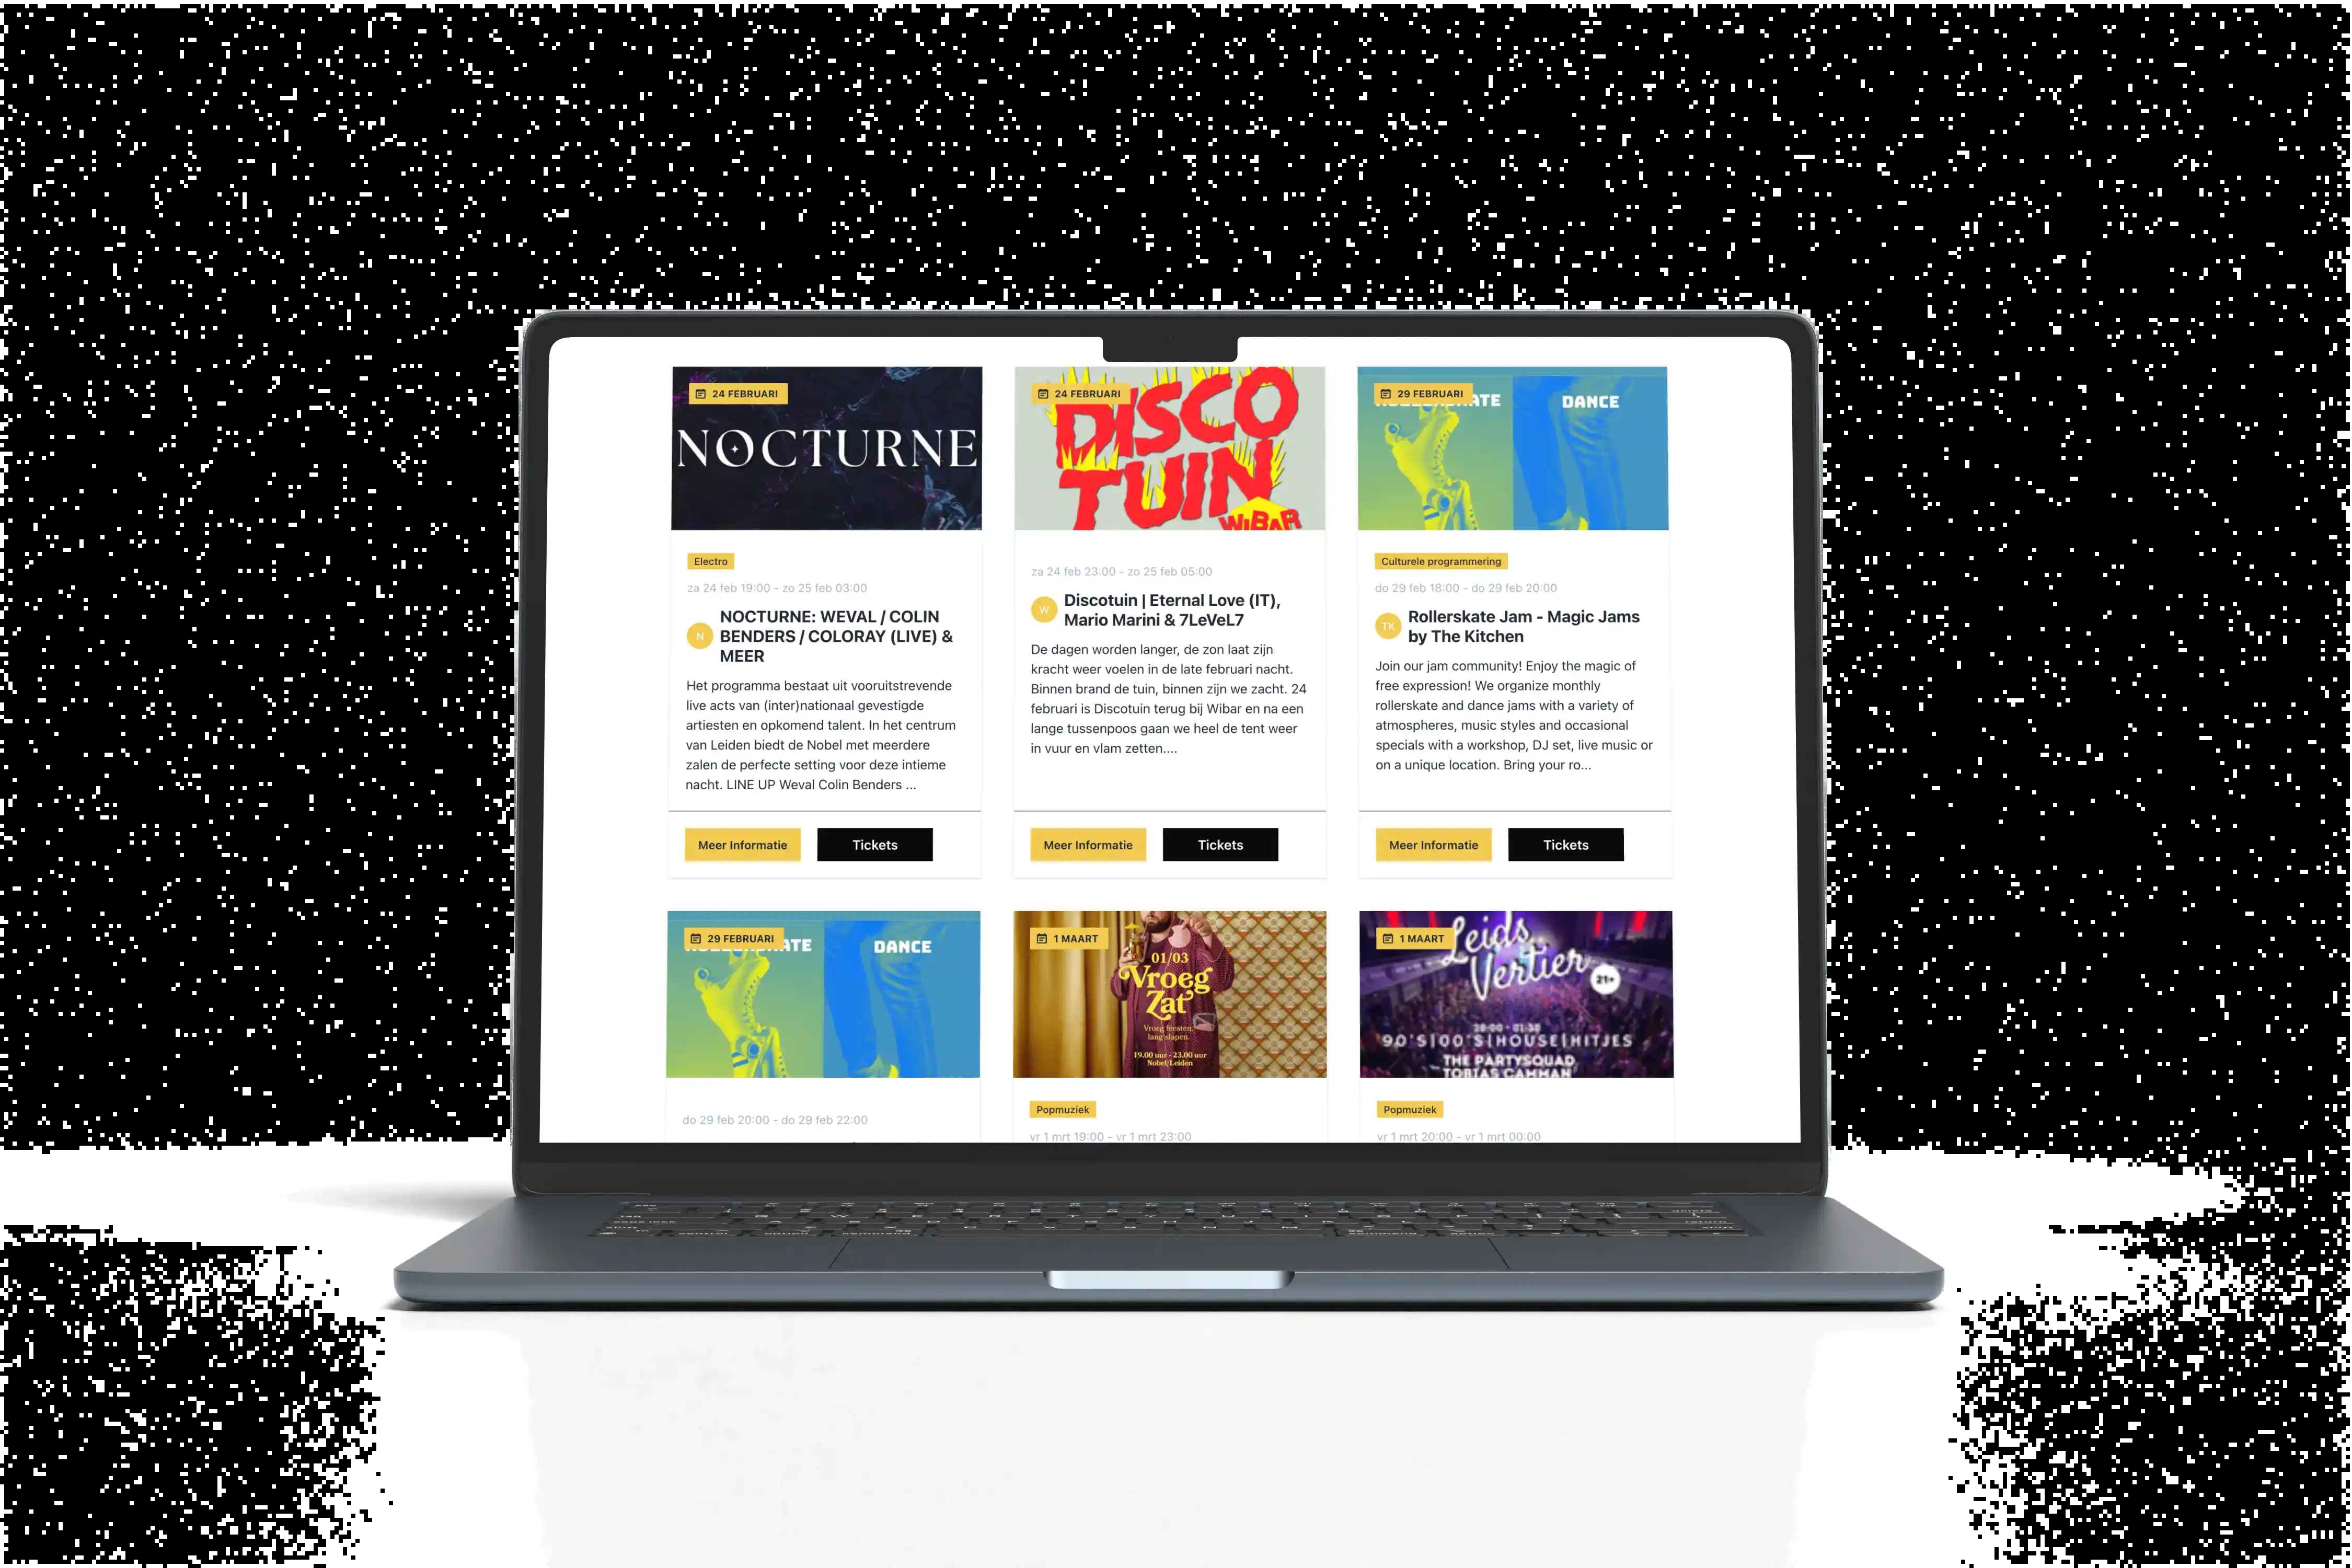 24 FEBRUARI
NOCTURNE
Electro
za 24 feb 19:00 - zo 25 feb 03:00
N
NOCTURNE: WEVAL / COLIN
BENDERS / COLORAY (LIVE) &
MEER
Het programma bestaat uit vooruitstrevende
live acts van (inter)nationaal gevestigde
artiesten en opkomend talent. In het centrum
van Leiden biedt de Nobel met meerdere
zalen de perfecte setting voor deze intieme
nacht. LINE UP Weval Colin Benders ...
Meer Informatie
Tickets
24 FEBRUARI
DISCO
TUIN
WIBAR
za 24 feb 23:00 - zo 25 feb 05:00
W
Discotuin | Eternal Love (IT),
Mario Marini & 7LeVeL7
De dagen worden langer, de zon laat zijn
kracht weer voelen in de late februari nacht.
Binnen brand de tuin, binnen zijn we zacht. 24
februari is Discotuin terug bij Wibar en na een
lange tussenpoos gaan we heel de tent weer
in vuur en vlam zetten....
Meer Informatie
Tickets
29 FEBRUARI
DANCE
Culturele programmering
do 29 feb 18:00 - do 29 feb 20:00
TK
Rollerskate Jam - Magic Jams
by The Kitchen
Join our jam community! Enjoy the magic of
free expression! We organize monthly
rollerskate and dance jams with a variety of
atmospheres, music styles and occasional
specials with a workshop, DJ set, live music or
on a unique location. Bring your ro...
Meer Informatie
Tickets
29 FEBRUARI
DANCE
do 29 feb 20:00 - do 29 feb 22:00
1 MAART
01/03
Vroeg
Zat
Vroeg feesten,
lang slapen.
19.00 uur - 23.00 uur
Nobel, Leiden
Popmuziek
vr 1 mrt 19:00 - vr 1 mrt 23:00
1 MAART
Leids
Vertier
21+
90'S|00'S|HOUSE|HITJES
THE PARTYSQUAD
TOBIAS CAMMAN
Popmuziek
vr 1 mrt 20:00 - vr 1 mrt 00:00